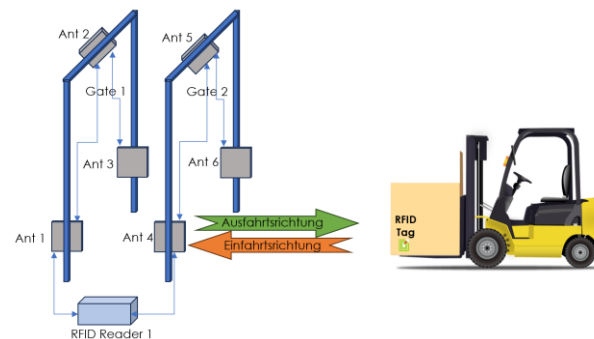 Ant 2
Ant 5
Gate 1
Gate 2
Ant 3
Ant 6
Ant 1
Ant 4
Ausfahrtsrichtung
Einfahrtsrichtung
RFID
Tag
RFID Reader 1